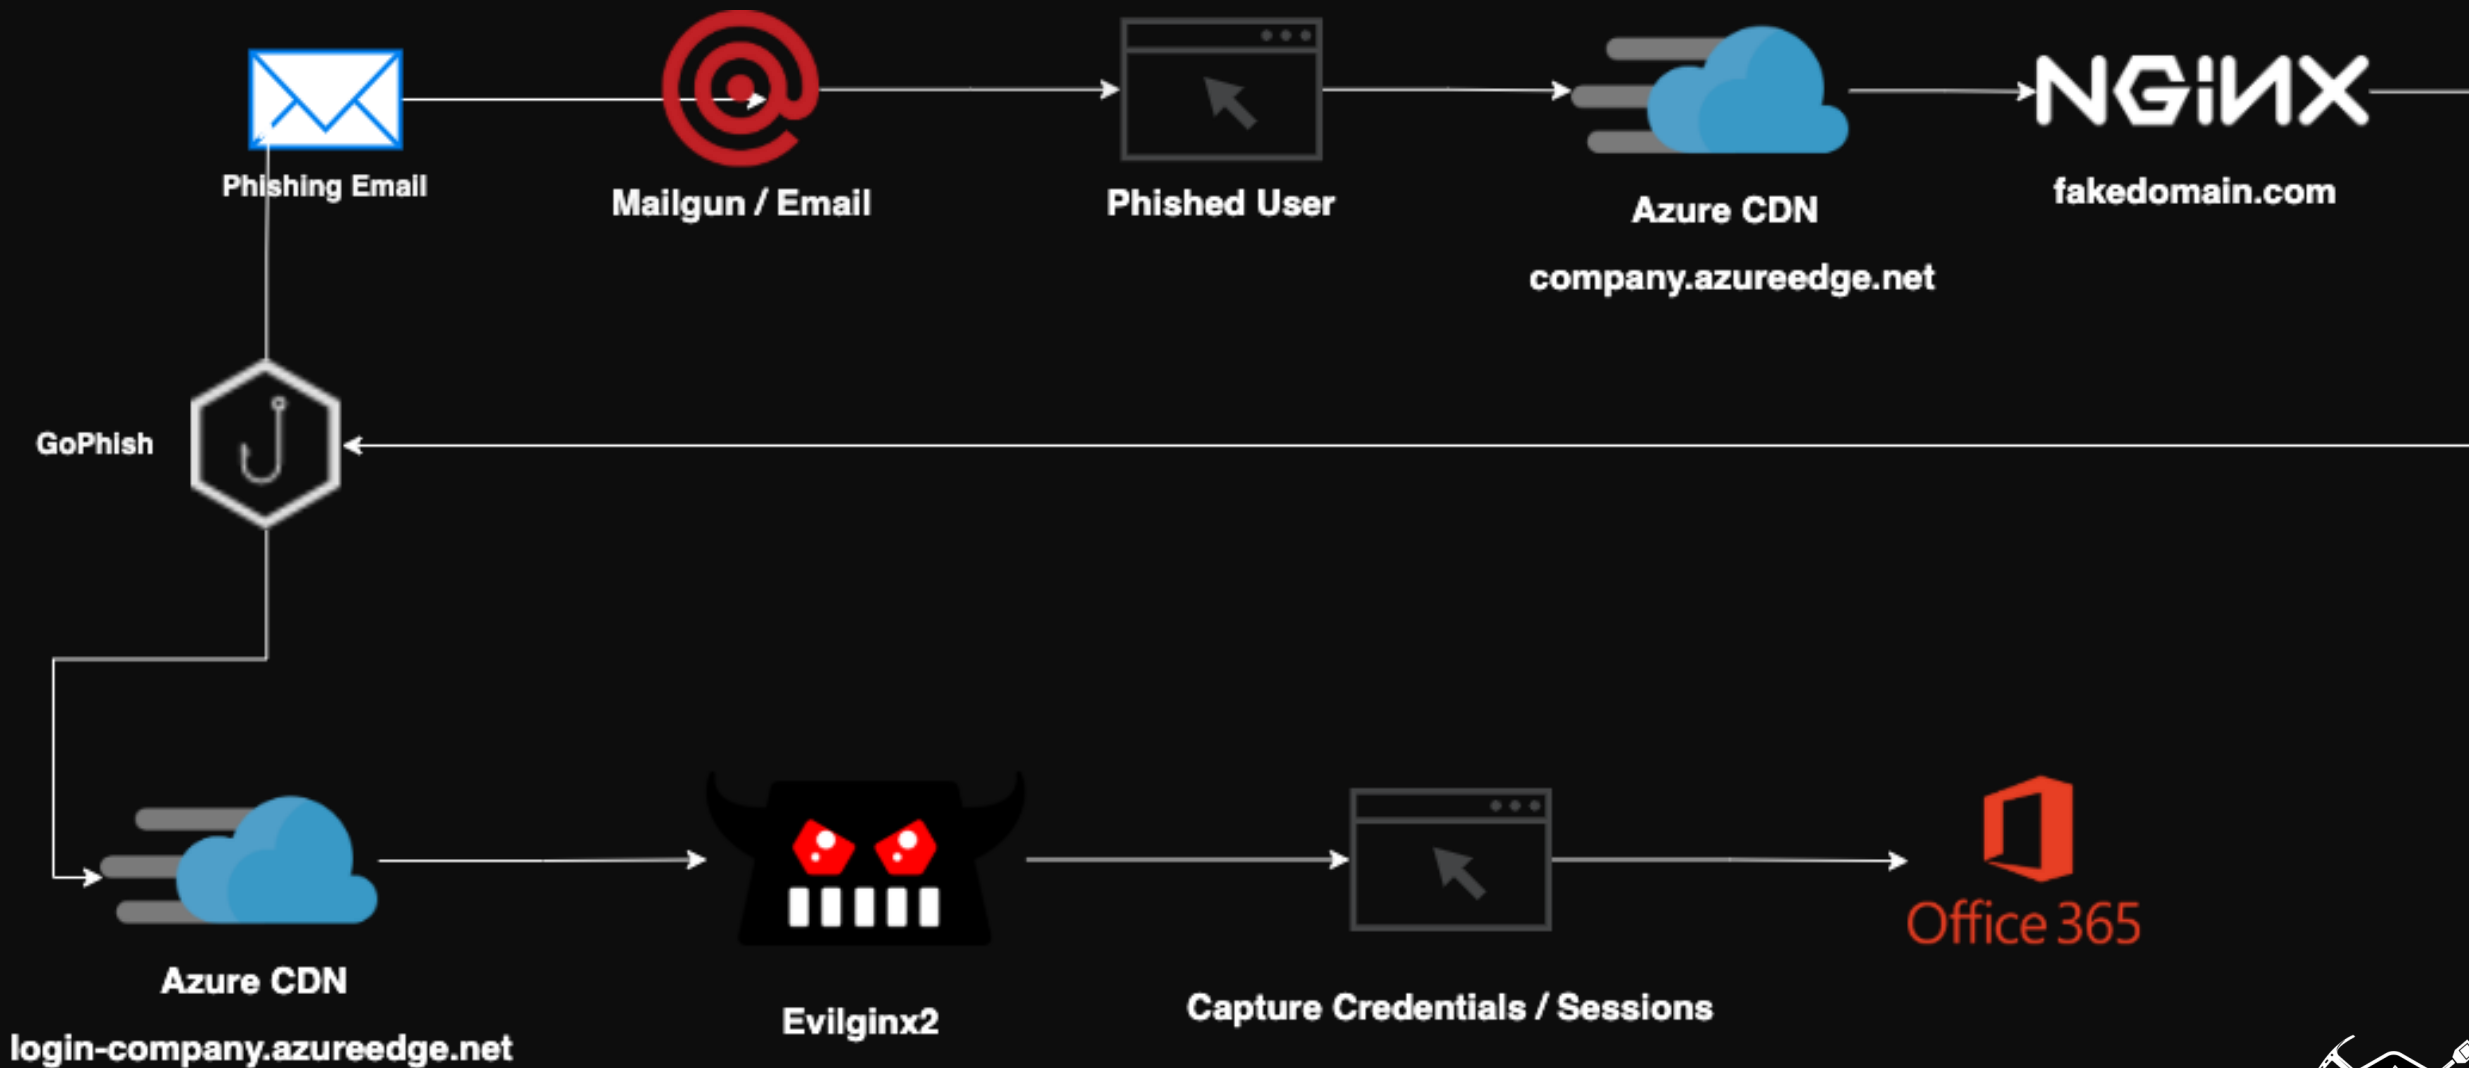 Phishing Email
Mailgun / Email
Phished User
Azure CDN
company.azureedge.net
NGiNX
fakedomain.com
GoPhish
Azure CDN
login-company.azureedge.net
Evilginx2
Capture Credentials / Sessions
Office 365